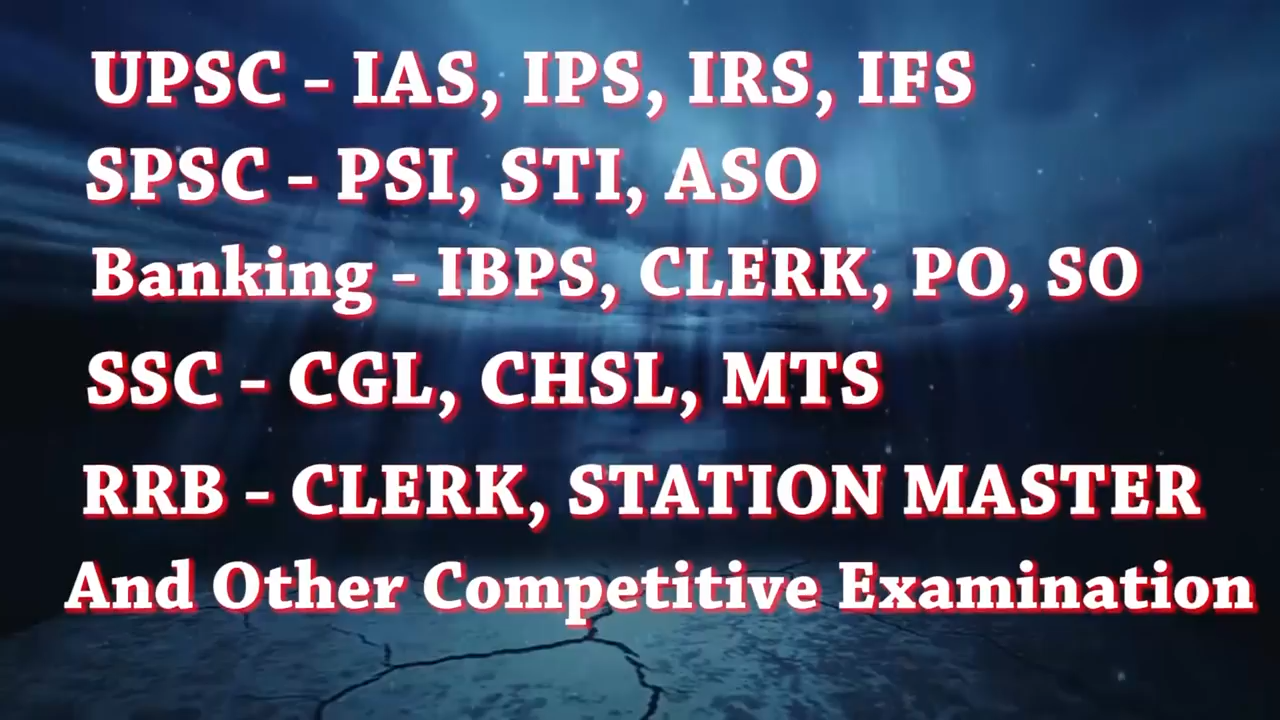 UPSC - IAS, IPS, IRS, IFS
SPSC - PSI, STI, ASO
Banking - IBPS, CLERK, PO, SO
SSC - CGL, CHSL, MTS
RRB - CLERK, STATION MASTER
And Other Competitive Examination